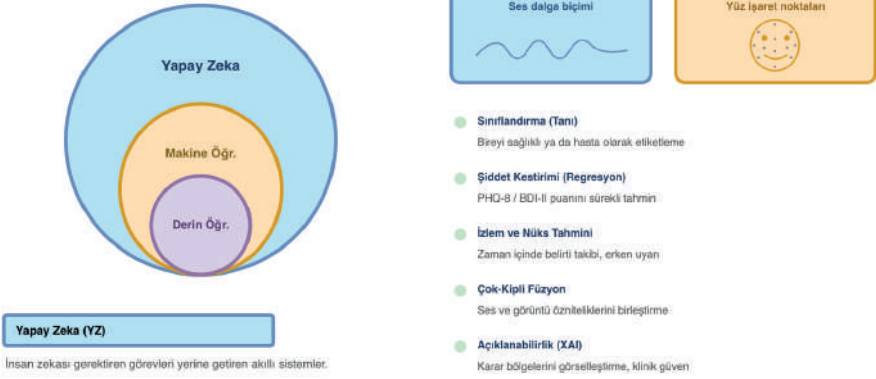 Yapay Zeka
Makine Öğr.
Derin Öğr.
Yapay Zeka (YZ)
İnsan zekası gerektiren görevleri yerine getiren akıllı sistemler.
Ses dalga biçimi
Yüz işaret noktaları
Sınıflandırma (Tanı)
Bireyi sağlıklı ya da hasta olarak etiketleme
Şiddet Kestirimi (Regresyon)
PHQ-8 / BDI-II puanını sürekli tahmin
İzlem ve Nüks Tahmini
Zaman içinde belirti takibi, erken uyarı
Çok-Kipli Füzyon
Ses ve görüntü özniteliklerini birleştirme
Açıklanabilirlik (XAI)
Karar bölgelerini görselleştirme, klinik güven